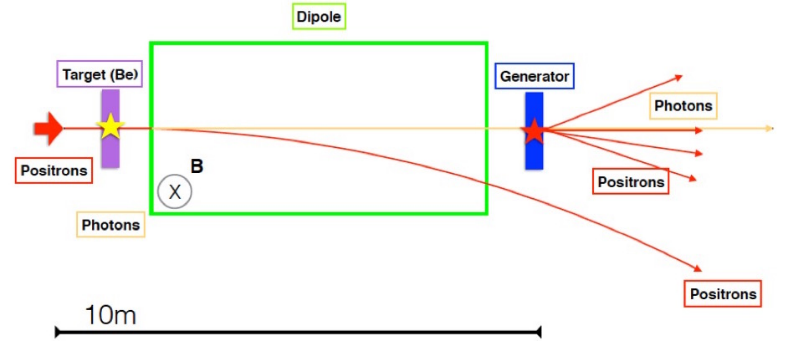 Dipole
Target (Be)
Generator
Photons
B
X
Positrons
Positrons
Photons
Positrons
10m